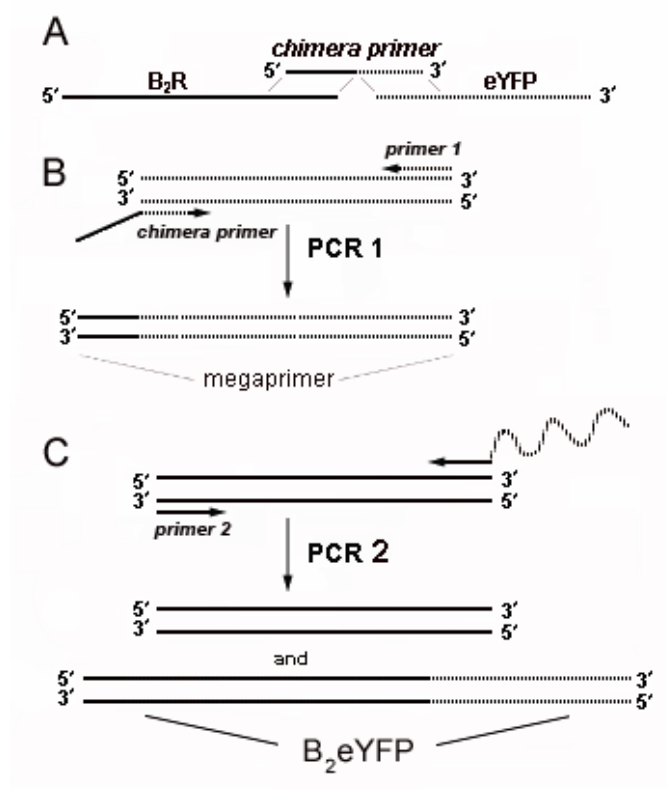 A
chimera primer
5′ 3′
B₂R eYFP
5′ 3′
B
primer 1
5′ 3′
3′ 5′
chimera primer
PCR 1
5′ 3′
3′ 5′
megaprimer
C
5′ 3′
3′ 5′
primer 2
PCR 2
5′ 3′
3′ 5′
and
5′ 3′
3′ 5′
B₂eYFP